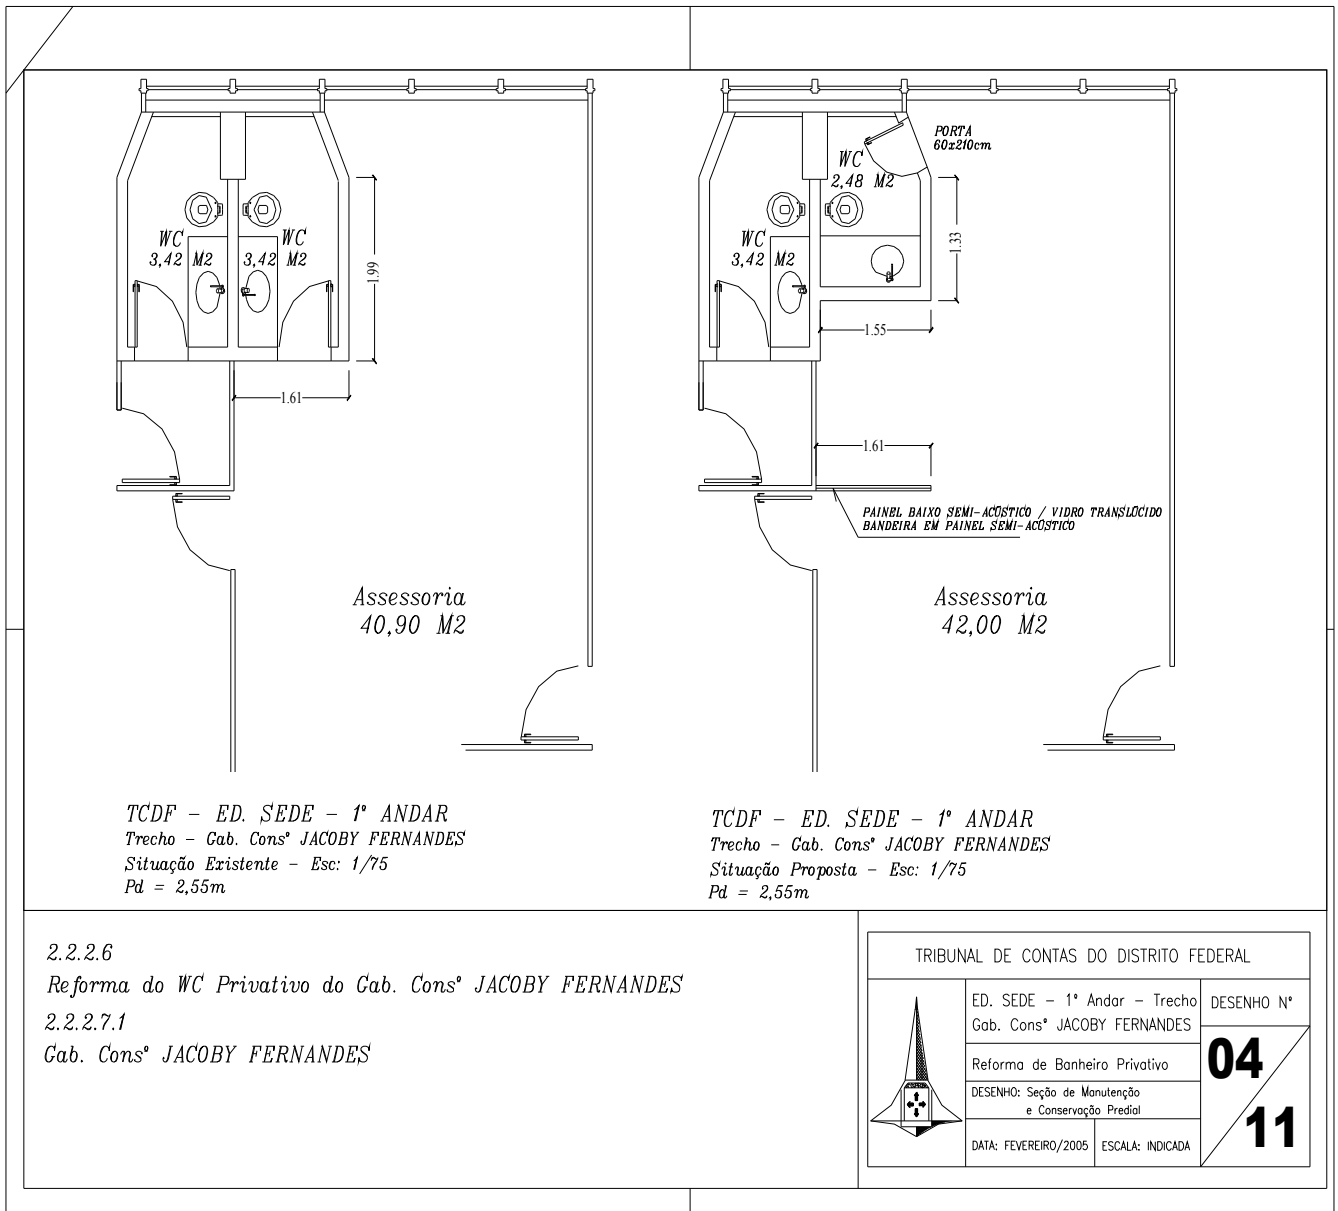 WC
3,42 M2
WC
3,42 M2
1.99
1.61
Assessoria
40,90 M2
TCDF - ED. SEDE - 1º ANDAR
Trecho - Gab. Consº JACOBY FERNANDES
Situação Existente - Esc: 1/75
Pd = 2,55m
PORTA
60x210cm
WC
2,48 M2
WC
3,42 M2
1.33
1.55
1.61
PAINEL BAIXO SEMI-ACÚSTICO / VIDRO TRANSLÚCIDO
BANDEIRA EM PAINEL SEMI-ACÚSTICO
Assessoria
42,00 M2
TCDF - ED. SEDE - 1º ANDAR
Trecho - Gab. Consº JACOBY FERNANDES
Situação Proposta - Esc: 1/75
Pd = 2,55m
2.2.2.6
Reforma do WC Privativo do Gab. Consº JACOBY FERNANDES
2.2.2.7.1
Gab. Consº JACOBY FERNANDES
TRIBUNAL DE CONTAS DO DISTRITO FEDERAL
ED. SEDE - 1º Andar - Trecho
Gab. Consº JACOBY FERNANDES
Reforma de Banheiro Privativo
DESENHO: Seção de Manutenção
e Conservação Predial
DATA: FEVEREIRO/2005
ESCALA: INDICADA
DESENHO Nº
04
11